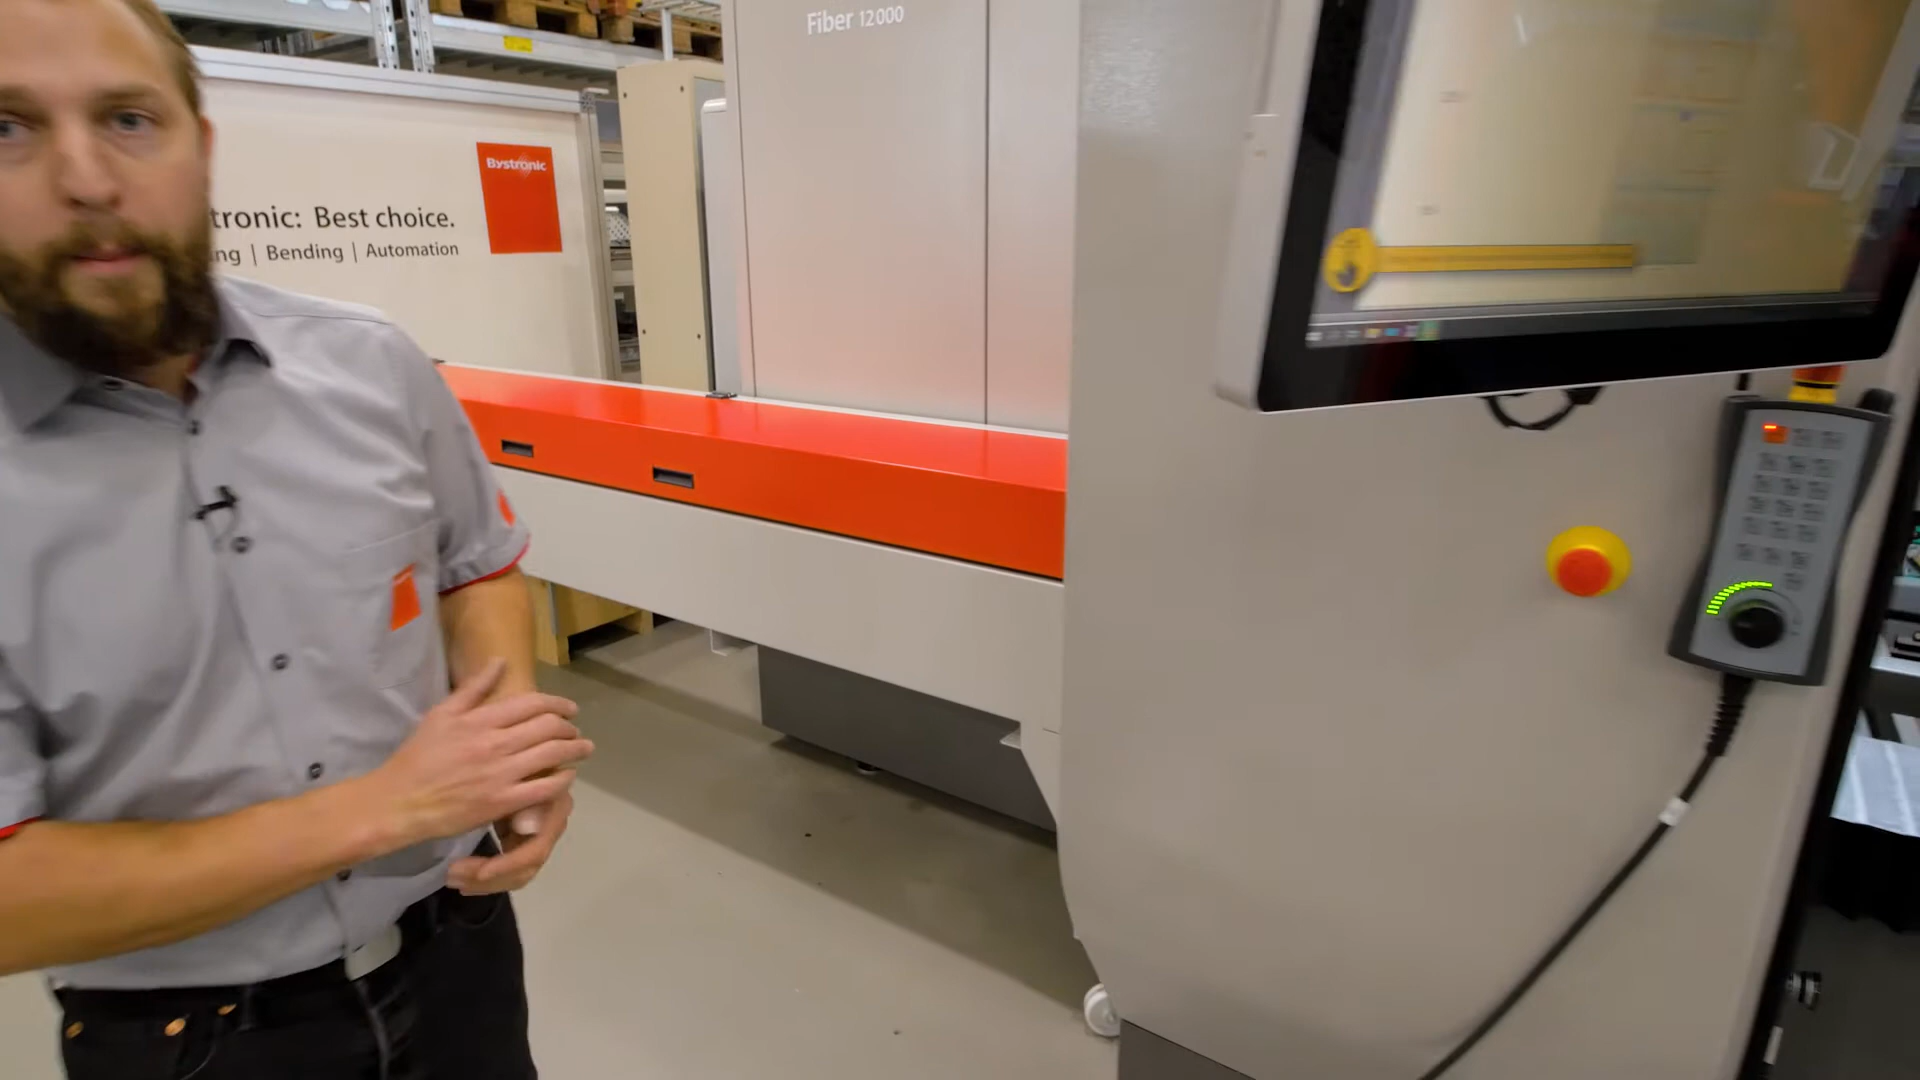 Fiber 12000
Bystronic
tronic: Best choice.
ng | Bending | Automation